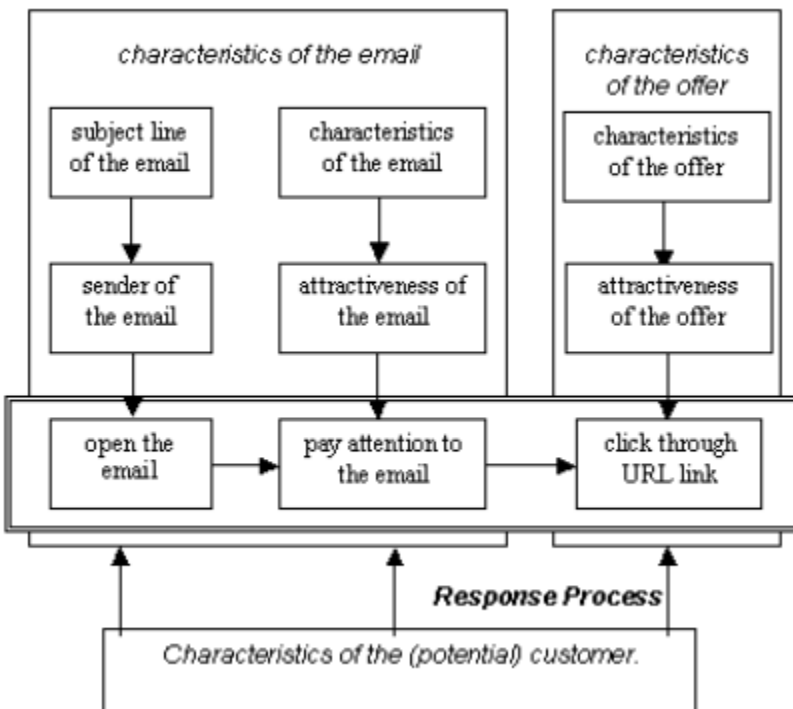 characteristics of the email
characteristics
of the offer
subject line
of the email
characteristics
of the email
characteristics
of the offer
sender of
the email
attractiveness of
the email
attractiveness
of the offer
open the
email
pay attention to
the email
click through
URL link
Response Process
Characteristics of the (potential) customer.